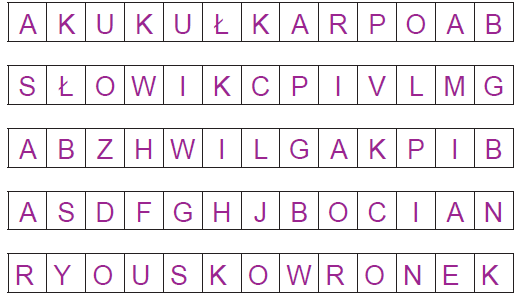 AKUKUŁKARPOAB
SŁOWIKCPIVLMG
ABZHWILGAKPIB
ASDFGHJBOCIAN
RYOUSKOWRONEK